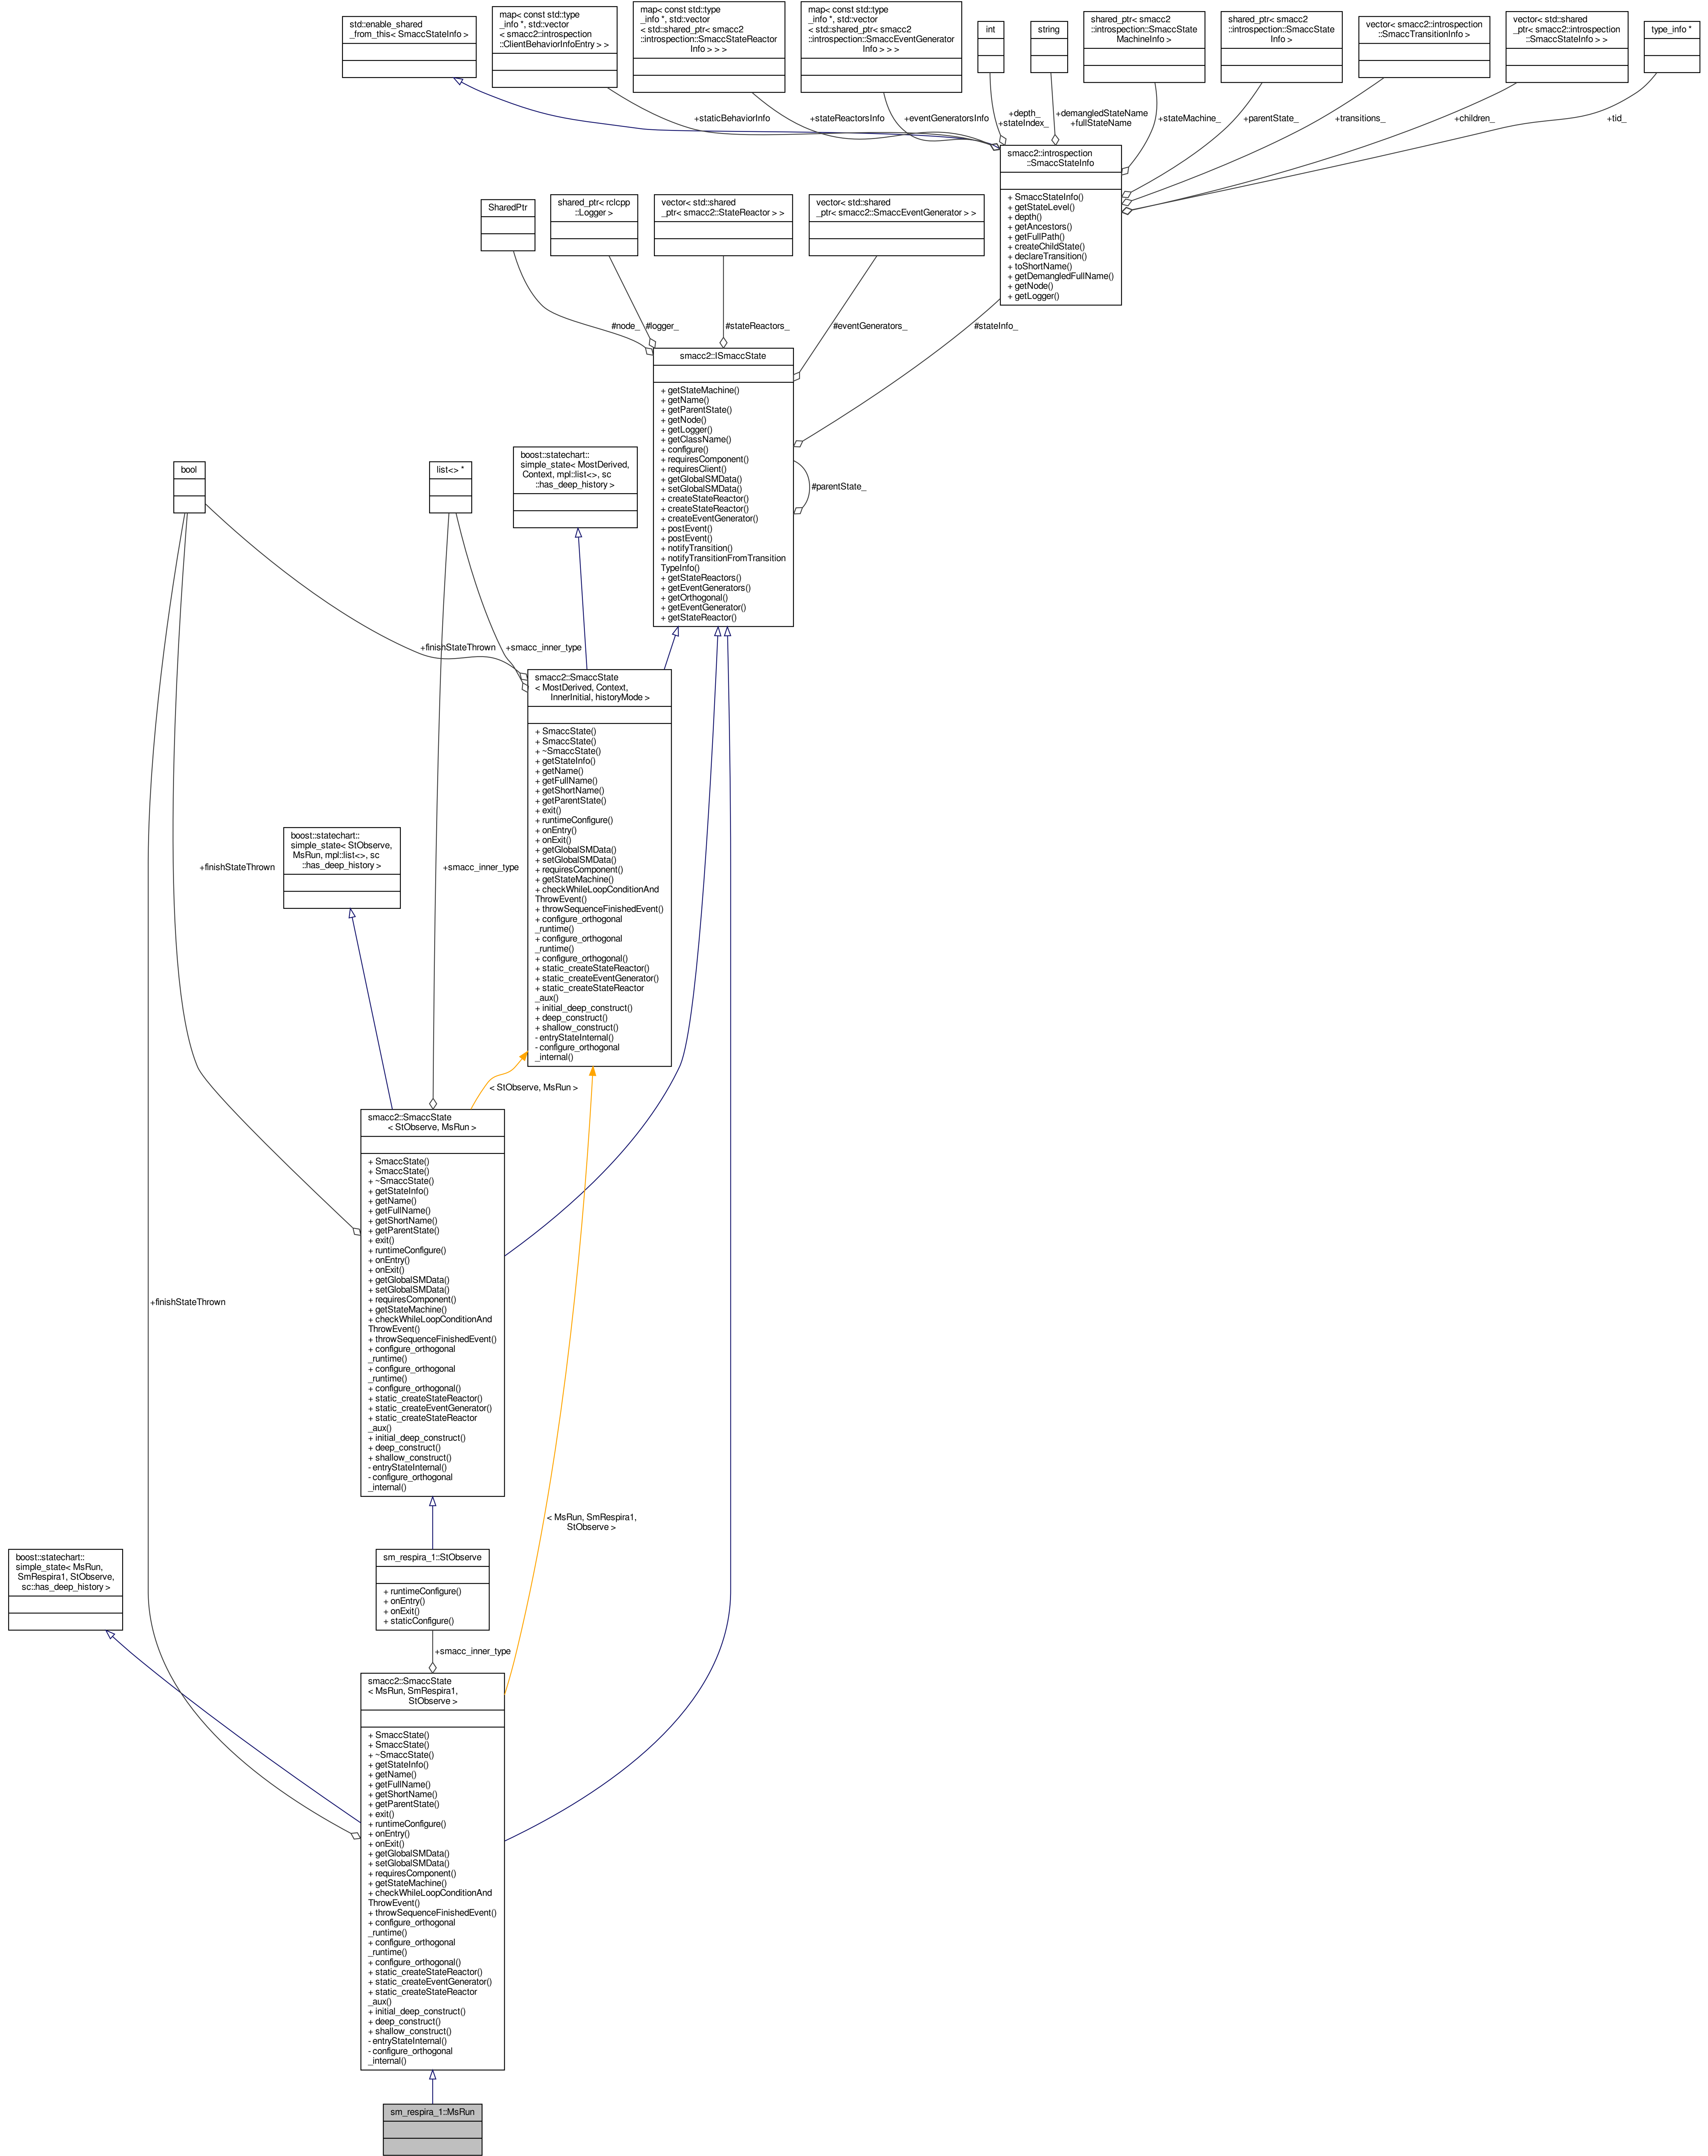 std::enable_shared
_from_this< SmaccStateInfo >
map< const std::type
_info *, std::vector
< smacc2::introspection
::ClientBehaviorInfoEntry > >
map< const std::type
_info *, std::vector
< std::shared_ptr< smacc2
::introspection::SmaccStateReactor
Info > > >
map< const std::type
_info *, std::vector
< std::shared_ptr< smacc2
::introspection::SmaccEventGenerator
Info > > >
int
string
shared_ptr< smacc2
::introspection::SmaccState
MachineInfo >
shared_ptr< smacc2
::introspection::SmaccState
Info >
vector< smacc2::introspection
::SmaccTransitionInfo >
vector< std::shared
_ptr< smacc2::introspection
::SmaccStateInfo > >
type_info *
+staticBehaviorInfo
+stateReactorsInfo
+eventGeneratorsInfo
+depth_
+stateIndex_
+demangledStateName
+fullStateName
+stateMachine_
+parentState_
+transitions_
+children_
+tid_
smacc2::introspection
::SmaccStateInfo
+ SmaccStateInfo()
+ getStateLevel()
+ depth()
+ getAncestors()
+ getFullPath()
+ createChildState()
+ declareTransition()
+ toShortName()
+ getDemangledFullName()
+ getNode()
+ getLogger()
SharedPtr
shared_ptr< rclcpp
::Logger >
vector< std::shared
_ptr< smacc2::StateReactor > >
vector< std::shared
_ptr< smacc2::SmaccEventGenerator > >
#node_
#logger_
#stateReactors_
#eventGenerators_
#stateInfo_
smacc2::ISmaccState
+ getStateMachine()
+ getName()
+ getParentState()
+ getNode()
+ getLogger()
+ getClassName()
+ configure()
+ requiresComponent()
+ requiresClient()
+ getGlobalSMData()
+ setGlobalSMData()
+ createStateReactor()
+ createStateReactor()
+ createEventGenerator()
+ postEvent()
+ postEvent()
+ notifyTransition()
+ notifyTransitionFromTransition
TypeInfo()
+ getStateReactors()
+ getEventGenerators()
+ getOrthogonal()
+ getEventGenerator()
+ getStateReactor()
#parentState_
bool
list<> *
boost::statechart::
simple_state< MostDerived,
Context, mpl::list<>, sc
::has_deep_history >
+finishStateThrown
+smacc_inner_type
smacc2::SmaccState
< MostDerived, Context,
InnerInitial, historyMode >
+ SmaccState()
+ SmaccState()
+ ~SmaccState()
+ getStateInfo()
+ getName()
+ getFullName()
+ getShortName()
+ getParentState()
+ exit()
+ runtimeConfigure()
+ onEntry()
+ onExit()
+ getGlobalSMData()
+ setGlobalSMData()
+ requiresComponent()
+ getStateMachine()
+ checkWhileLoopConditionAnd
ThrowEvent()
+ throwSequenceFinishedEvent()
+ configure_orthogonal
_runtime()
+ configure_orthogonal
_runtime()
+ configure_orthogonal()
+ static_createStateReactor()
+ static_createEventGenerator()
+ static_createStateReactor
_aux()
+ initial_deep_construct()
+ deep_construct()
+ shallow_construct()
- entryStateInternal()
- configure_orthogonal
_internal()
boost::statechart::
simple_state< StObserve,
MsRun, mpl::list<>, sc
::has_deep_history >
+finishStateThrown
+smacc_inner_type
< StObserve, MsRun >
smacc2::SmaccState
< StObserve, MsRun >
+ SmaccState()
+ SmaccState()
+ ~SmaccState()
+ getStateInfo()
+ getName()
+ getFullName()
+ getShortName()
+ getParentState()
+ exit()
+ runtimeConfigure()
+ onEntry()
+ onExit()
+ getGlobalSMData()
+ setGlobalSMData()
+ requiresComponent()
+ getStateMachine()
+ checkWhileLoopConditionAnd
ThrowEvent()
+ throwSequenceFinishedEvent()
+ configure_orthogonal
_runtime()
+ configure_orthogonal
_runtime()
+ configure_orthogonal()
+ static_createStateReactor()
+ static_createEventGenerator()
+ static_createStateReactor
_aux()
+ initial_deep_construct()
+ deep_construct()
+ shallow_construct()
- entryStateInternal()
- configure_orthogonal
_internal()
+finishStateThrown
< MsRun, SmRespira1,
StObserve >
boost::statechart::
simple_state< MsRun,
SmRespira1, StObserve,
sc::has_deep_history >
sm_respira_1::StObserve
+ runtimeConfigure()
+ onEntry()
+ onExit()
+ staticConfigure()
+smacc_inner_type
smacc2::SmaccState
< MsRun, SmRespira1,
StObserve >
+ SmaccState()
+ SmaccState()
+ ~SmaccState()
+ getStateInfo()
+ getName()
+ getFullName()
+ getShortName()
+ getParentState()
+ exit()
+ runtimeConfigure()
+ onEntry()
+ onExit()
+ getGlobalSMData()
+ setGlobalSMData()
+ requiresComponent()
+ getStateMachine()
+ checkWhileLoopConditionAnd
ThrowEvent()
+ throwSequenceFinishedEvent()
+ configure_orthogonal
_runtime()
+ configure_orthogonal
_runtime()
+ configure_orthogonal()
+ static_createStateReactor()
+ static_createEventGenerator()
+ static_createStateReactor
_aux()
+ initial_deep_construct()
+ deep_construct()
+ shallow_construct()
- entryStateInternal()
- configure_orthogonal
_internal()
sm_respira_1::MsRun